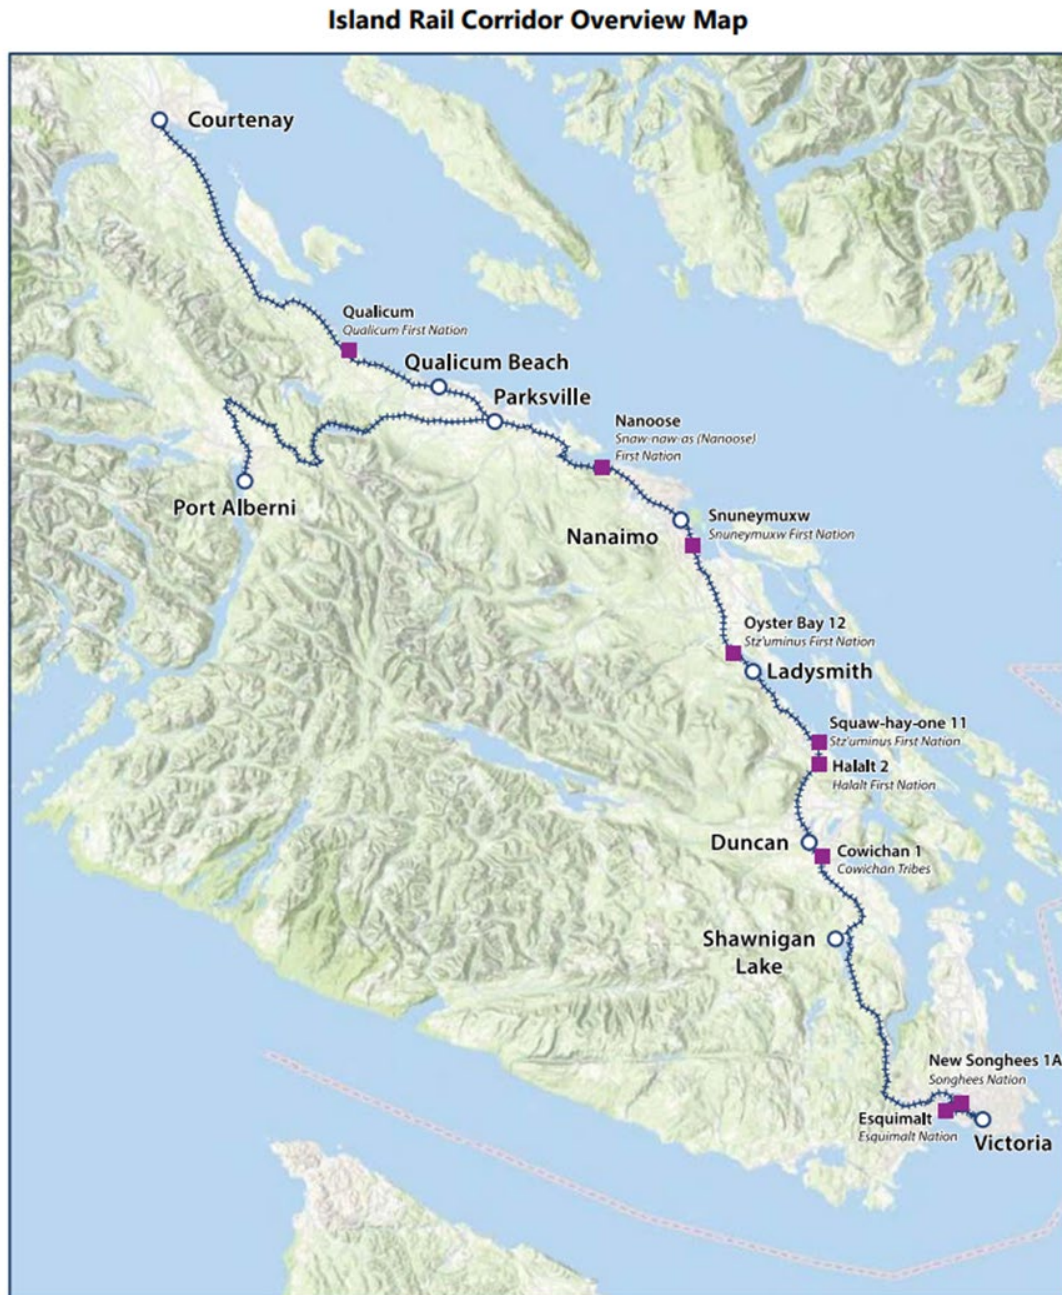 Island Rail Corridor Overview Map
Courtenay
Qualicum
Qualicum First Nation
Qualicum Beach
Parksville
Nanoose
Snaw-naw-as (Nanoose)
First Nation
Port Alberni
Nanaimo
Snuneymuxw
Snuneymuxw First Nation
Oyster Bay 12
Stz'uminus First Nation
Ladysmith
Squaw-hay-one 11
Stz'uminus First Nation
Halalt 2
Halalt First Nation
Duncan
Cowichan 1
Cowichan Tribes
Shawnigan
Lake
New Songhees 1A
Songhees Nation
Esquimalt
Esquimalt Nation
Victoria